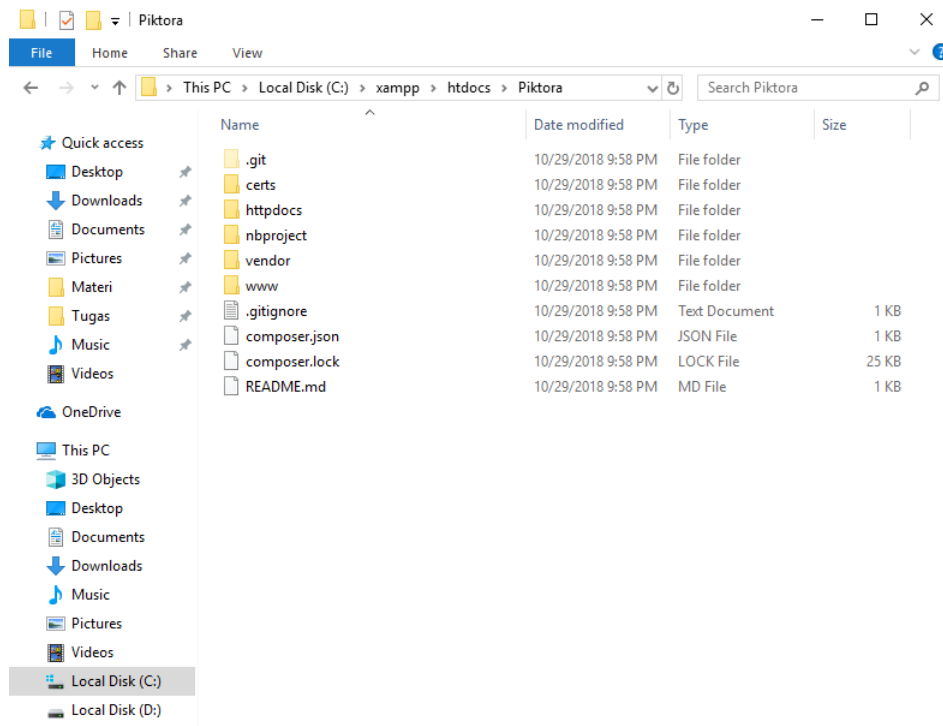 Piktora
File Home Share View
This PC Local Disk (C:) xampp htdocs Piktora Search Piktora
Name Date modified Type Size
Quick access
Desktop
Downloads
Documents
Pictures
Materi
Tugas
Music
Videos
OneDrive
This PC
3D Objects
Desktop
Documents
Downloads
Music
Pictures
Videos
Local Disk (C:)
Local Disk (D:)
.git 10/29/2018 9:58 PM File folder
certs 10/29/2018 9:58 PM File folder
httpdocs 10/29/2018 9:58 PM File folder
nbproject 10/29/2018 9:58 PM File folder
vendor 10/29/2018 9:58 PM File folder
www 10/29/2018 9:58 PM File folder
.gitignore 10/29/2018 9:58 PM Text Document 1 KB
composer.json 10/29/2018 9:58 PM JSON File 1 KB
composer.lock 10/29/2018 9:58 PM LOCK File 25 KB
README.md 10/29/2018 9:58 PM MD File 1 KB